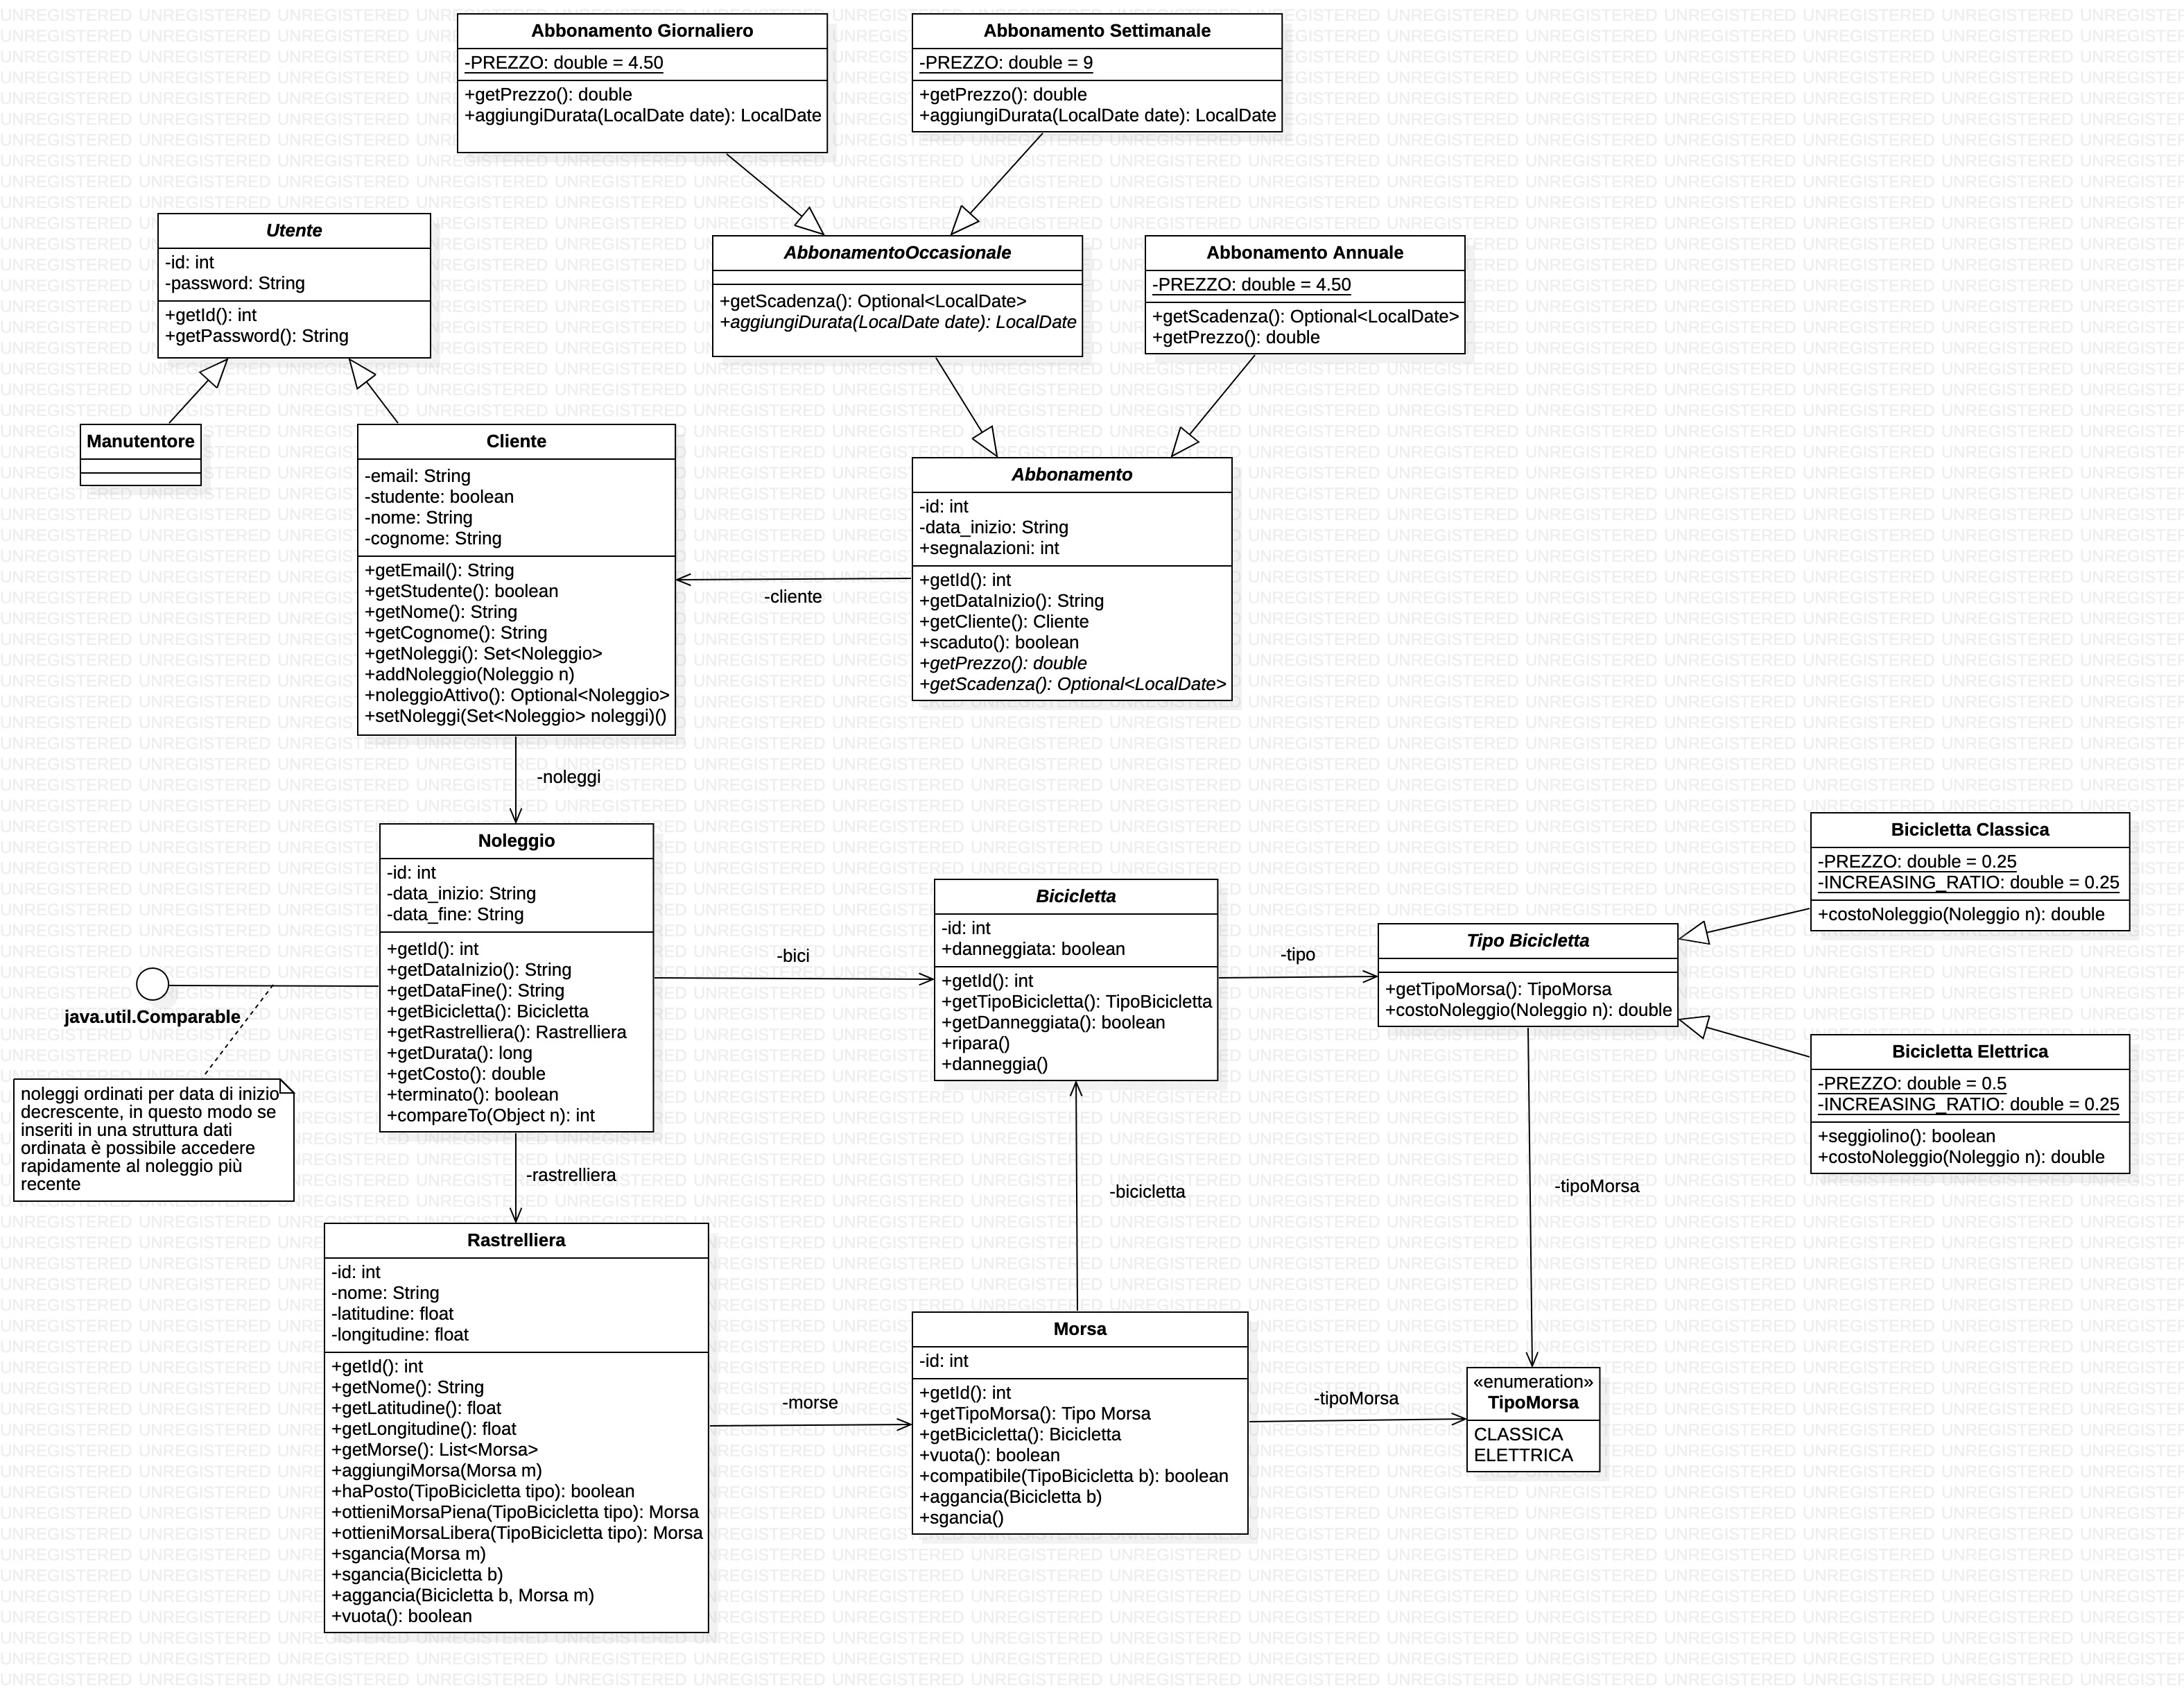 Abbonamento Giornaliero
-PREZZO: double = 4.50
+getPrezzo(): double
+aggiungiDurata(LocalDate date): LocalDate
Abbonamento Settimanale
-PREZZO: double = 9
+getPrezzo(): double
+aggiungiDurata(LocalDate date): LocalDate
Utente
-id: int
-password: String
+getId(): int
+getPassword(): String
AbbonamentoOccasionale
+getScadenza(): Optional<LocalDate>
+aggiungiDurata(LocalDate date): LocalDate
Abbonamento Annuale
-PREZZO: double = 4.50
+getScadenza(): Optional<LocalDate>
+getPrezzo(): double
Manutentore
Cliente
-email: String
-studente: boolean
-nome: String
-cognome: String
+getEmail(): String
+getStudente(): boolean
+getNome(): String
+getCognome(): String
+getNoleggi(): Set<Noleggio>
+addNoleggio(Noleggio n)
+noleggioAttivo(): Optional<Noleggio>
+setNoleggi(Set<Noleggio> noleggi)()
-cliente
Abbonamento
-id: int
-data_inizio: String
+segnalazioni: int
+getId(): int
+getDataInizio(): String
+getCliente(): Cliente
+scaduto(): boolean
+getPrezzo(): double
+getScadenza(): Optional<LocalDate>
-noleggi
Noleggio
-id: int
-data_inizio: String
-data_fine: String
+getId(): int
+getDataInizio(): String
+getDataFine(): String
+getBicicletta(): Bicicletta
+getRastrelliera(): Rastrelliera
+getDurata(): long
+getCosto(): double
+terminato(): boolean
+compareTo(Object n): int
java.util.Comparable
noleggi ordinati per data di inizio
decrescente, in questo modo se
inseriti in una struttura dati
ordinata è possibile accedere
rapidamente al noleggio più
recente
-bici
Bicicletta
-id: int
+danneggiata: boolean
+getId(): int
+getTipoBicicletta(): TipoBicicletta
+getDanneggiata(): boolean
+ripara()
+danneggia()
-tipo
Tipo Bicicletta
+getTipoMorsa(): TipoMorsa
+costoNoleggio(Noleggio n): double
Bicicletta Classica
-PREZZO: double = 0.25
-INCREASING_RATIO: double = 0.25
+costoNoleggio(Noleggio n): double
Bicicletta Elettrica
-PREZZO: double = 0.5
-INCREASING_RATIO: double = 0.25
+seggiolino(): boolean
+costoNoleggio(Noleggio n): double
-rastrelliera
-bicicletta
-tipoMorsa
Rastrelliera
-id: int
-nome: String
-latitudine: float
-longitudine: float
+getId(): int
+getNome(): String
+getLatitudine(): float
+getLongitudine(): float
+getMorse(): List<Morsa>
+aggiungiMorsa(Morsa m)
+haPosto(TipoBicicletta tipo): boolean
+ottieniMorsaPiena(TipoBicicletta tipo): Morsa
+ottieniMorsaLibera(TipoBicicletta tipo): Morsa
+sgancia(Morsa m)
+sgancia(Bicicletta b)
+aggancia(Bicicletta b, Morsa m)
+vuota(): boolean
-morse
Morsa
-id: int
+getId(): int
+getTipoMorsa(): Tipo Morsa
+getBicicletta(): Bicicletta
+vuota(): boolean
+compatibile(TipoBicicletta b): boolean
+aggancia(Bicicletta b)
+sgancia()
-tipoMorsa
«enumeration»
TipoMorsa
CLASSICA
ELETTRICA